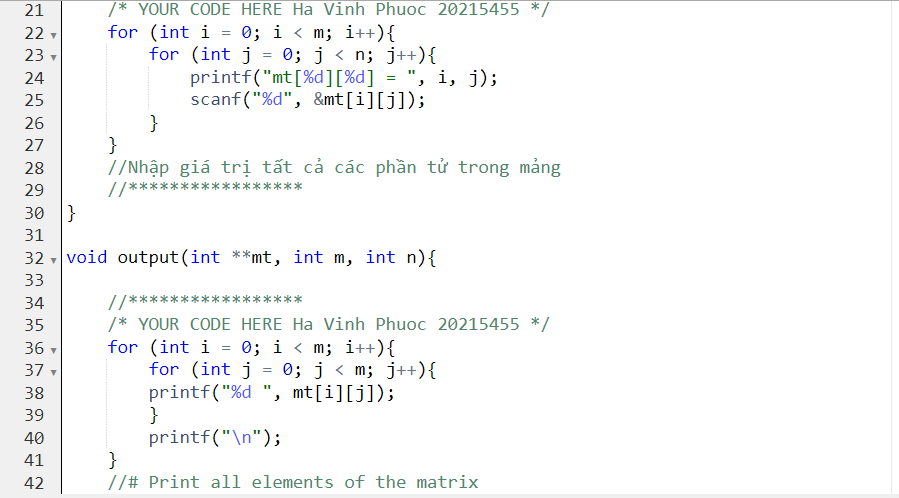 21 /* YOUR CODE HERE Ha Vinh Phuoc 20215455 */
22 for (int i = 0; i < m; i++){
23 for (int j = 0; j < n; j++){
24 printf("mt[%d][%d] = ", i, j);
25 scanf("%d", &mt[i][j]);
26 }
27 }
28 //Nhập giá trị tất cả các phần tử trong mảng
29 //*****************
30 }
31
32 void output(int **mt, int m, int n){
33
34 //*****************
35 /* YOUR CODE HERE Ha Vinh Phuoc 20215455 */
36 for (int i = 0; i < m; i++){
37 for (int j = 0; j < m; j++){
38 printf("%d ", mt[i][j]);
39 }
40 printf("\n");
41 }
42 //# Print all elements of the matrix